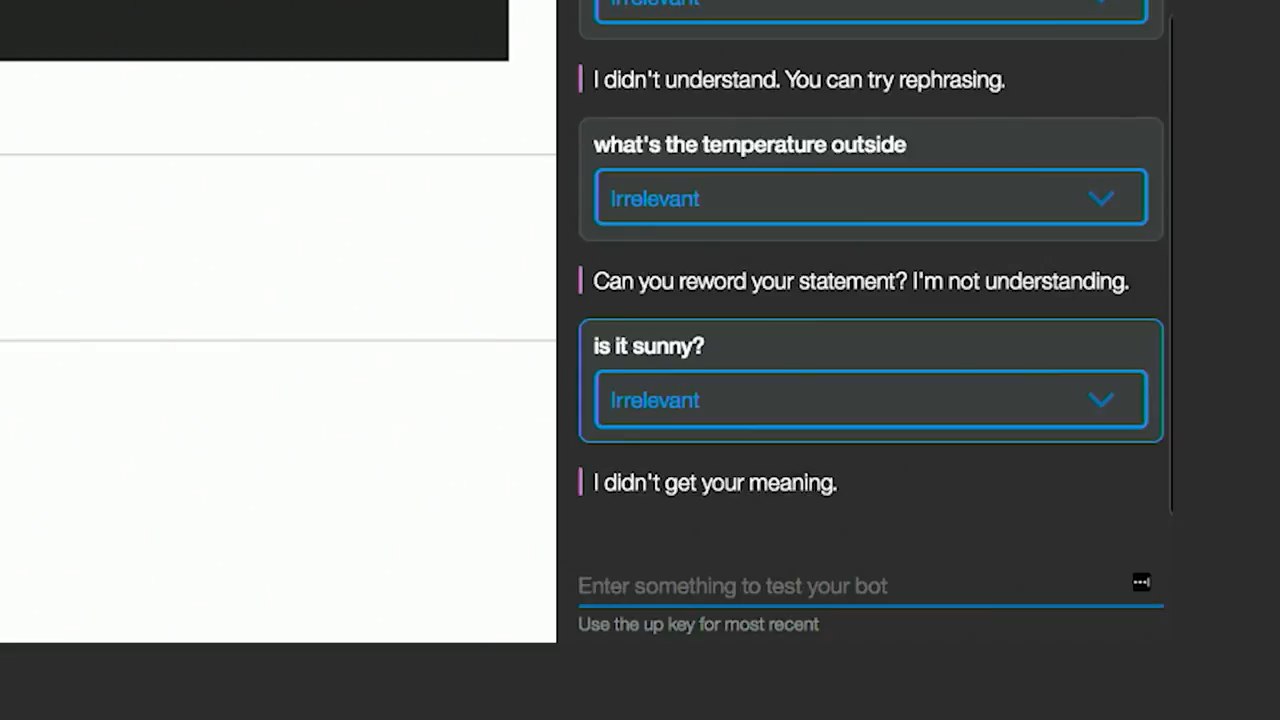 Irrelevant
I didn't understand. You can try rephrasing.
what's the temperature outside
Irrelevant
Can you reword your statement? I'm not understanding.
is it sunny?
Irrelevant
I didn't get your meaning.
Enter something to test your bot
Use the up key for most recent